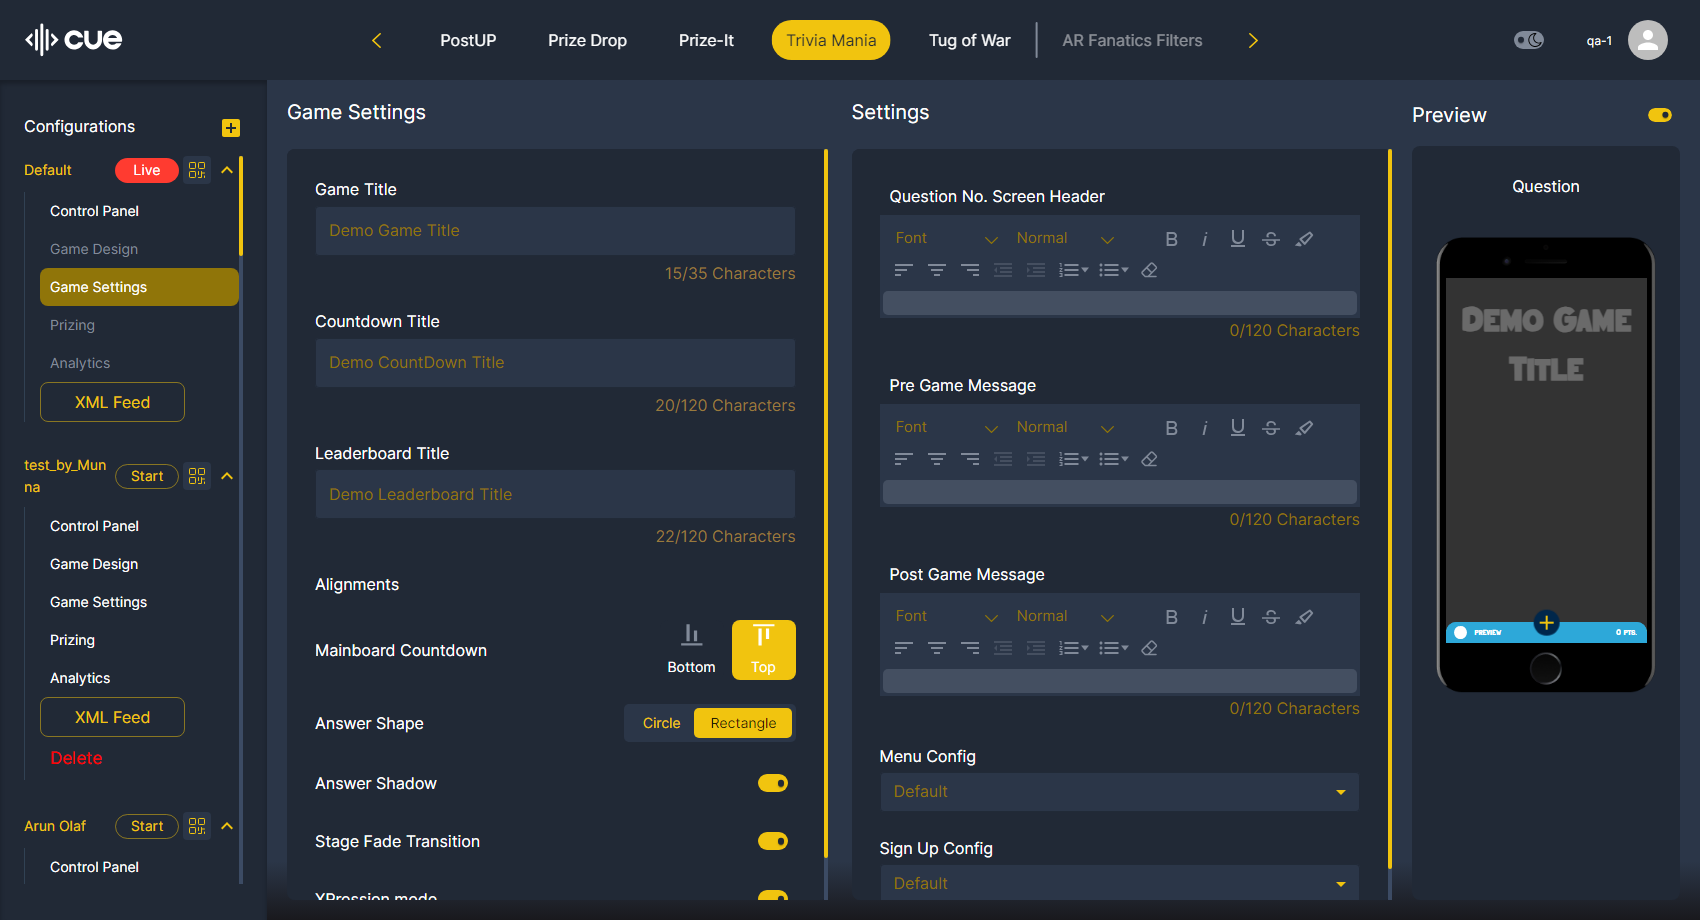 cue
PostUP
Prize Drop
Prize-It
Trivia Mania
Tug of War
AR Fanatics Filters
qa-1
Configurations
Default
Live
Control Panel
Game Design
Game Settings
Prizing
Analytics
XML Feed
test_by_Mun
na
Start
Control Panel
Game Design
Game Settings
Prizing
Analytics
XML Feed
Delete
Arun Olaf
Start
Control Panel
Game Settings
Game Title
Demo Game Title
15/35 Characters
Countdown Title
Demo CountDown Title
20/120 Characters
Leaderboard Title
Demo Leaderboard Title
22/120 Characters
Alignments
Mainboard Countdown
Bottom
Top
Answer Shape
Circle
Rectangle
Answer Shadow
Stage Fade Transition
XPression mode
Settings
Question No. Screen Header
Font
Normal
0/120 Characters
Pre Game Message
Font
Normal
0/120 Characters
Post Game Message
Font
Normal
0/120 Characters
Menu Config
Default
Sign Up Config
Default
Preview
Question
Demo Game
Title
PREVIEW
0 PTS.